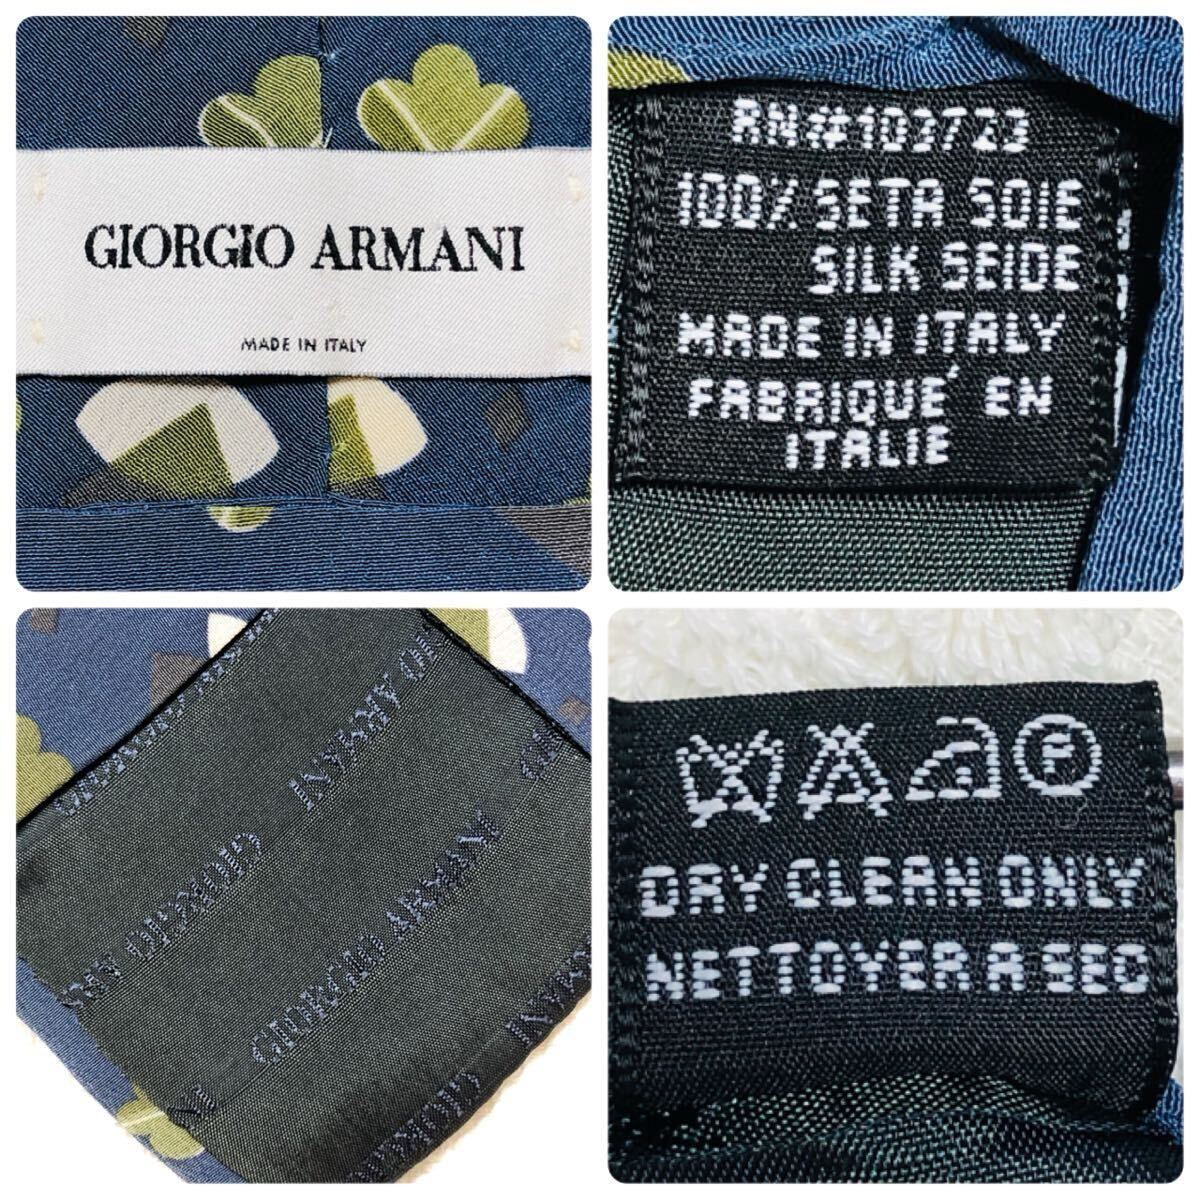 GIORGIO ARMANI
MADE IN ITALY
RN#103723
100% SETA SOIE
SILK SEIDE
MADE IN ITALY
FABRIQUÉ EN
ITALIE
ARMANI
GIORGIO
GIORGIO ARMANI
DRY CLEAN ONLY
NETTOYER A SEC